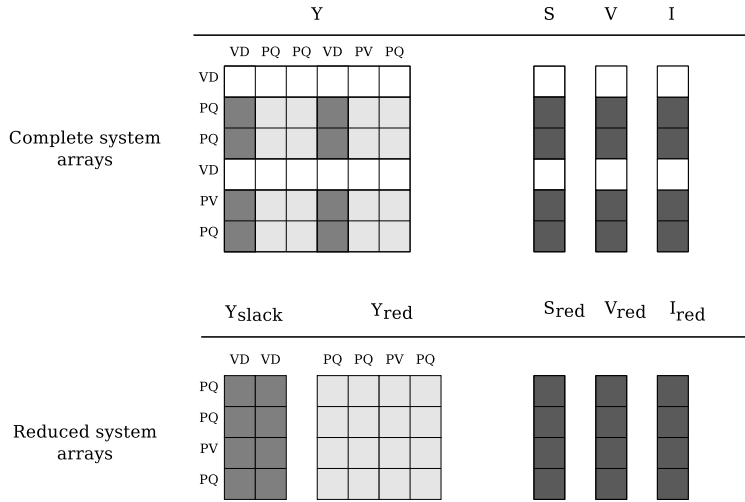 Y S V I
VD PQ PQ VD PV PQ
VD
PQ
PQ
Complete system
arrays
VD
PV
PQ
Yslack Yred Sred Vred Ired
VD VD PQ PQ PV PQ
PQ
PQ
Reduced system
arrays
PV
PQ